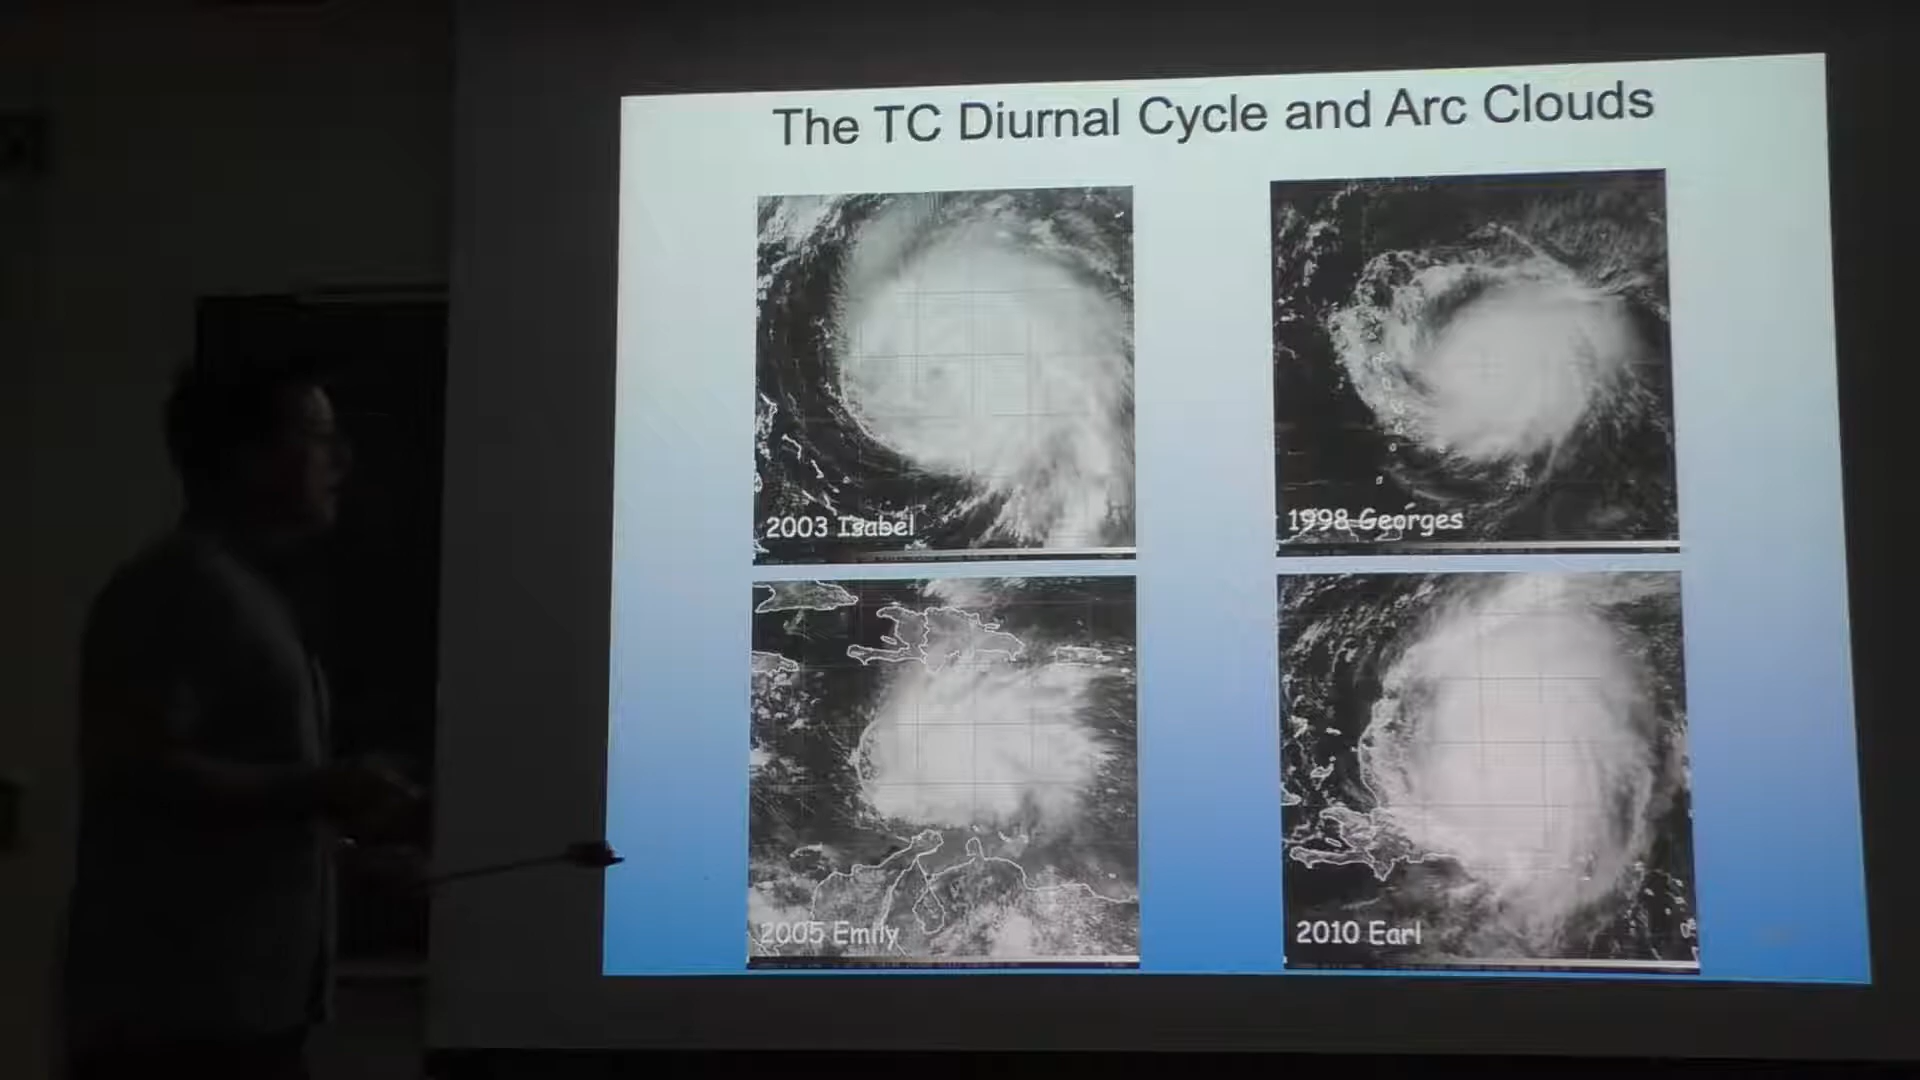 The TC Diurnal Cycle and Arc Clouds
2003 Isabel
1998 Georges
2005 Emily
2010 Earl